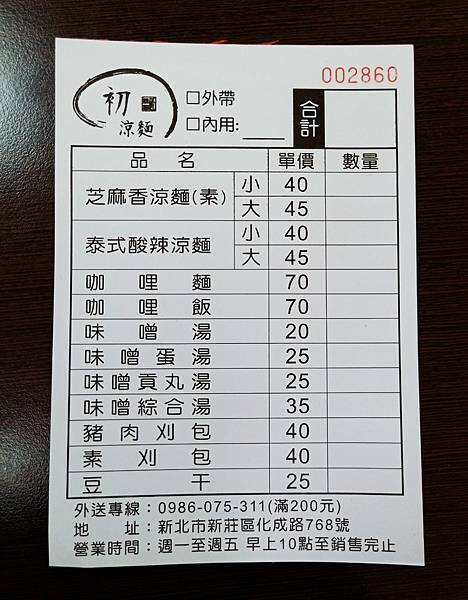 002860
初
涼麵
□外帶
□內用:
合計
品 名 單價 數量
芝麻香涼麵(素) 小 40
大 45
泰式酸辣涼麵 小 40
大 45
咖哩麵 70
咖哩飯 70
味噌湯 20
味噌蛋湯 25
味噌貢丸湯 25
味噌綜合湯 35
豬肉刈包 40
素刈包 40
豆干 25
外送專線：0986-075-311(滿200元)
地 址：新北市新莊區化成路768號
營業時間：週一至週五 早上10點至銷售完止